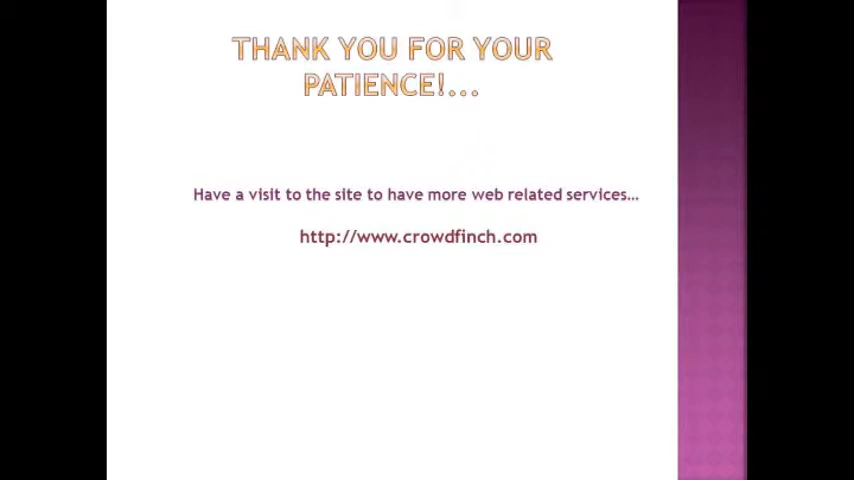 THANK YOU FOR YOUR
PATIENCE!...
Have a visit to the site to have more web related services...
http://www.crowdfinch.com